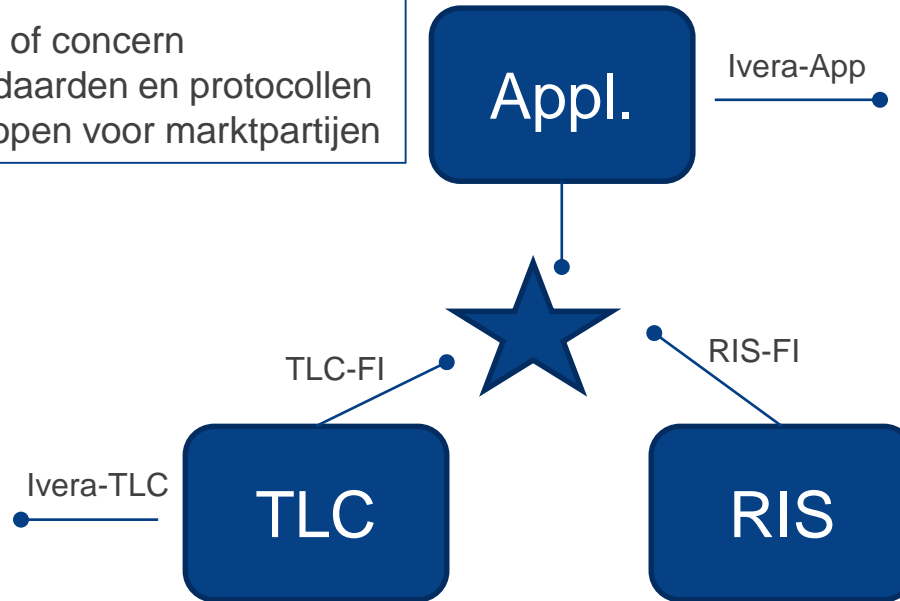 of concern
daarden en protocollen
open voor marktpartijen
Appl.
Ivera-App
TLC-FI
RIS-FI
Ivera-TLC
TLC
RIS